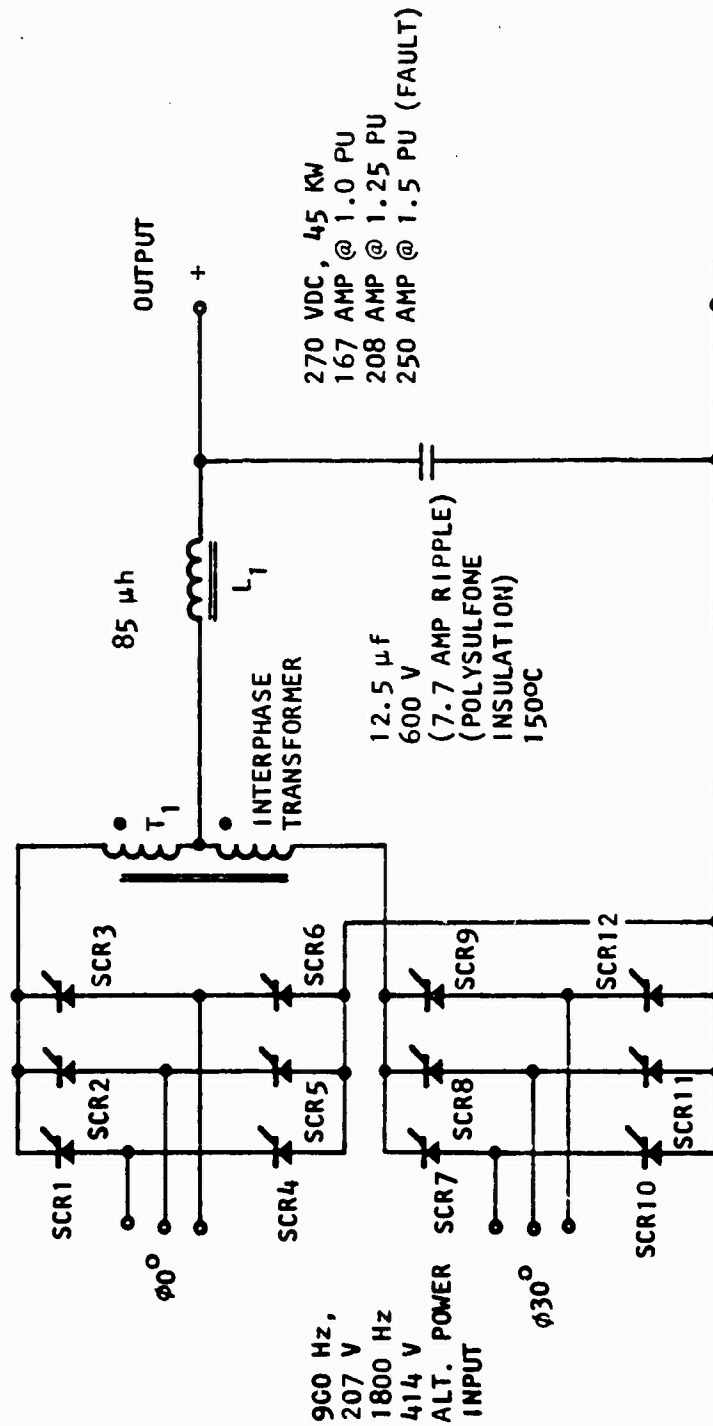 900 Hz,
207 V
1800 Hz
414 V
ALT. POWER
INPUT
φ0°
φ30°
SCR1
SCR2
SCR3
SCR4
SCR5
SCR6
SCR7
SCR8
SCR9
SCR10
SCR11
SCR12
T1
INTERPHASE
TRANSFORMER
85 μh
L1
12.5 μf
600 V
(7.7 AMP RIPPLE)
(POLYSULFONE
INSULATION)
150°C
OUTPUT
+
270 VDC, 45 KW
167 AMP @ 1.0 PU
208 AMP @ 1.25 PU
250 AMP @ 1.5 PU (FAULT)